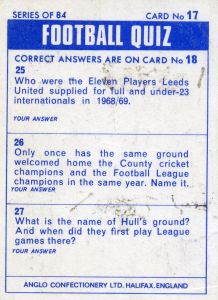 SERIES OF 84 CARD No 17
FOOTBALL QUIZ
CORRECT ANSWERS ARE ON CARD No 18
25
Who were the Eleven Players Leeds
United supplied for full and under-23
internationals in 1968/69.
YOUR ANSWER
26
Only once has the same ground
welcomed home the County cricket
champions and the Football League
champions in the same year. Name it.
YOUR ANSWER
27
What is the name of Hull's ground?
And when did they first play League
games there?
YOUR ANSWER
ANGLO CONFECTIONERY LTD. HALIFAX. ENGLAND